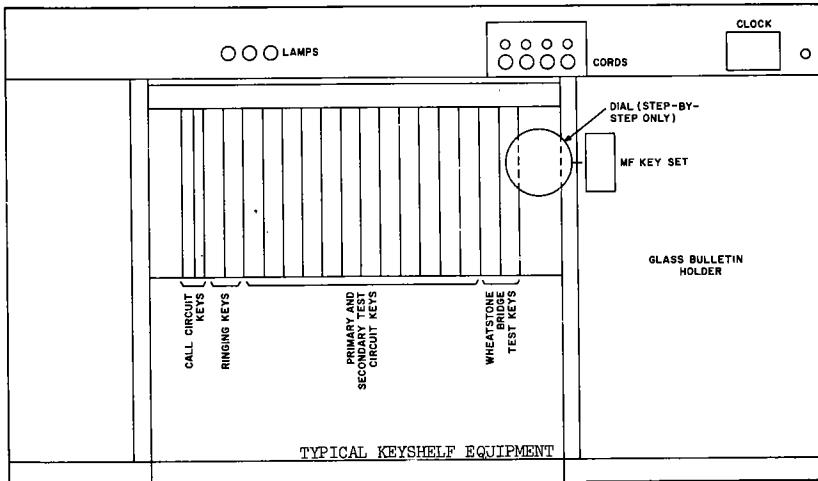 CLOCK
LAMPS
CORDS
DIAL (STEP-BY-
STEP ONLY)
MF KEY SET
GLASS BULLETIN
HOLDER
CALL CIRCUIT
KEYS
RINGING KEYS
PRIMARY AND
SECONDARY TEST
CIRCUIT KEYS
WHEATSTONE
BRIDGE
TEST KEYS
TYPICAL KEYSHELF EQUIPMENT